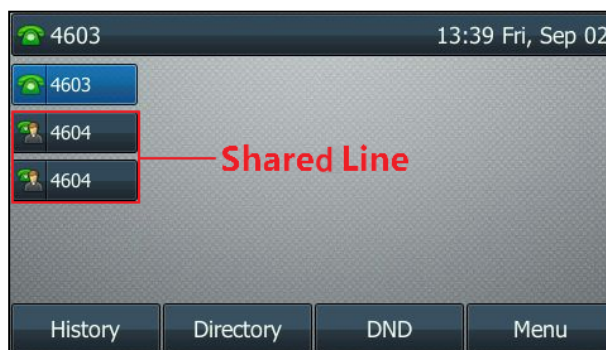 4603 13:39 Fri, Sep 02
4603
4604
Shared Line
4604
History Directory DND Menu